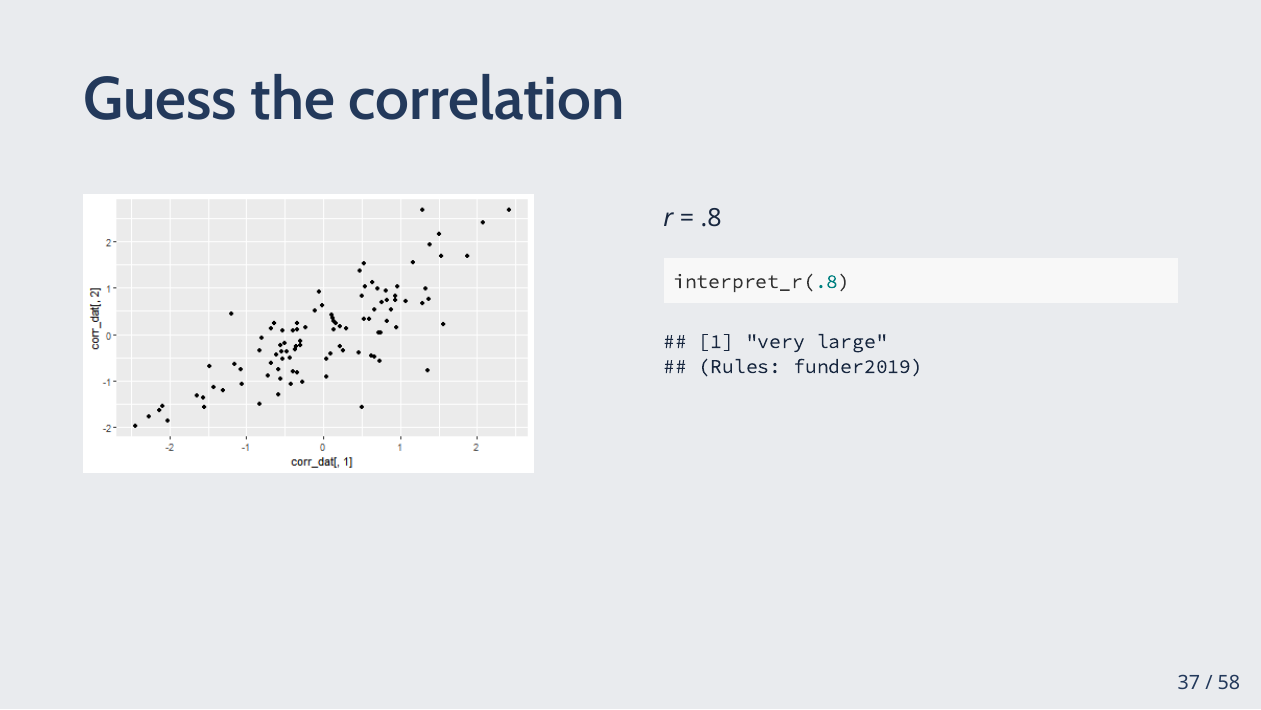 Guess the correlation
2
1
0
-1
-2
corr_dat[, 2]
-2
-1
0
1
2
corr_dat[, 1]
r = .8
interpret_r(.8)
## [1] "very large"
## (Rules: funder2019)
37 / 58